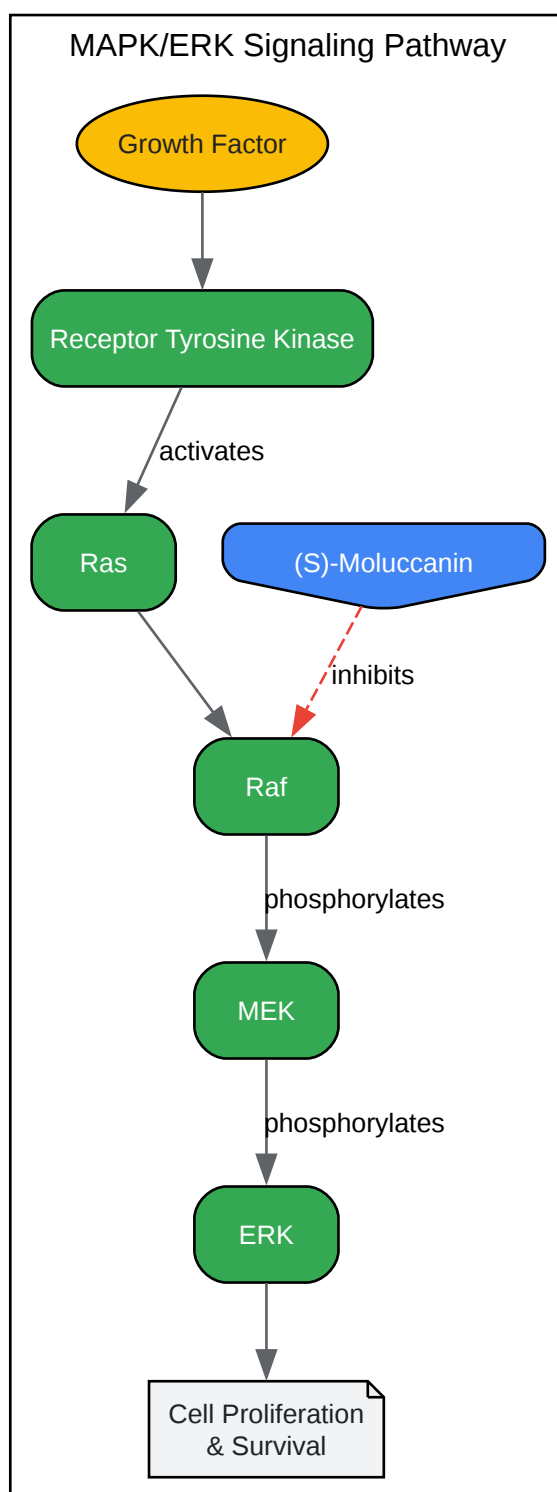 MAPK/ERK Signaling Pathway
Growth Factor
Receptor Tyrosine Kinase
activates
Ras
(S)-Moluccanin
inhibits
Raf
phosphorylates
MEK
phosphorylates
ERK
Cell Proliferation
& Survival